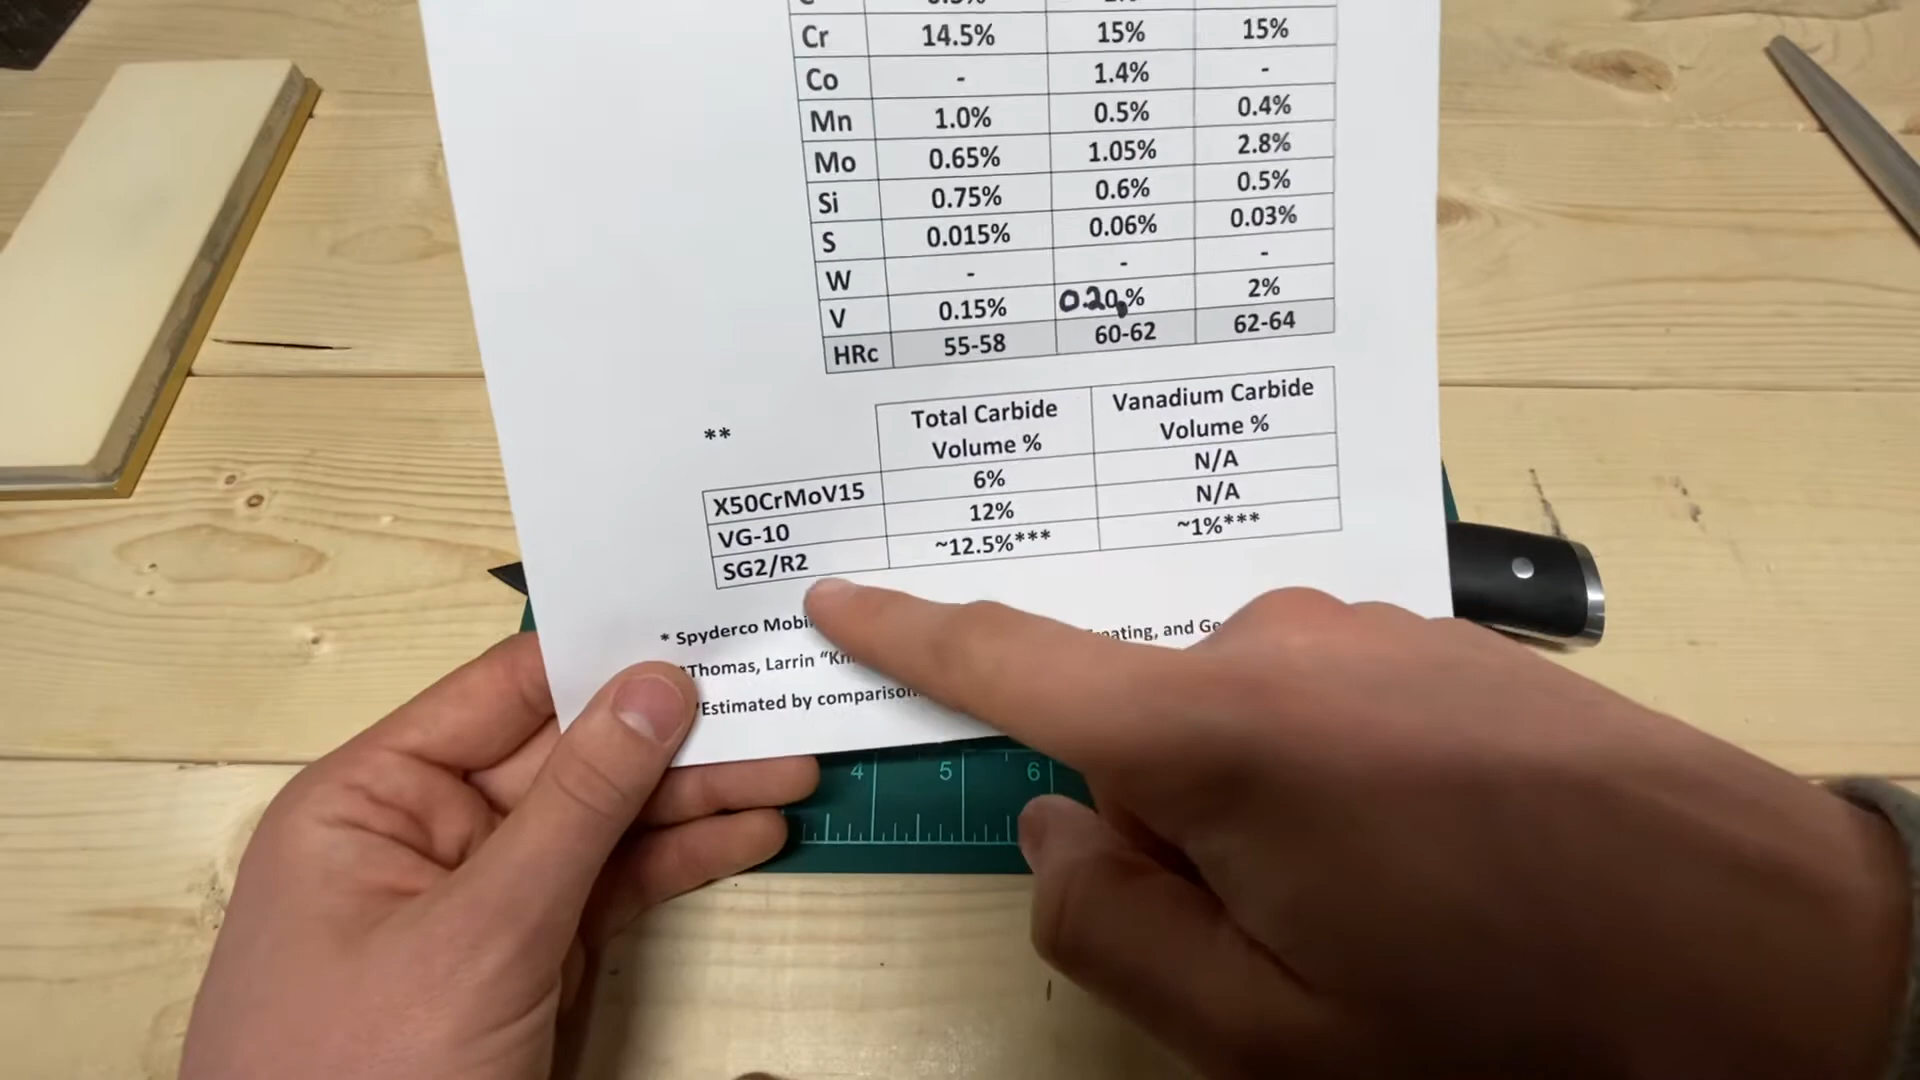 Cr 14.5% 15% 15%
Co - 1.4% -
Mn 1.0% 0.5% 0.4%
Mo 0.65% 1.05% 2.8%
Si 0.75% 0.6% 0.5%
S 0.015% 0.06% 0.03%
W - - -
V 0.15% 0.20% 2%
HRc 55-58 60-62 62-64
** Total Carbide Volume % Vanadium Carbide Volume %
X50CrMoV15 6% N/A
VG-10 12% N/A
SG2/R2 ~12.5%*** ~1%***
* Spyderco and
Thomas, Larrin
Estimated by comparison
4 5 6